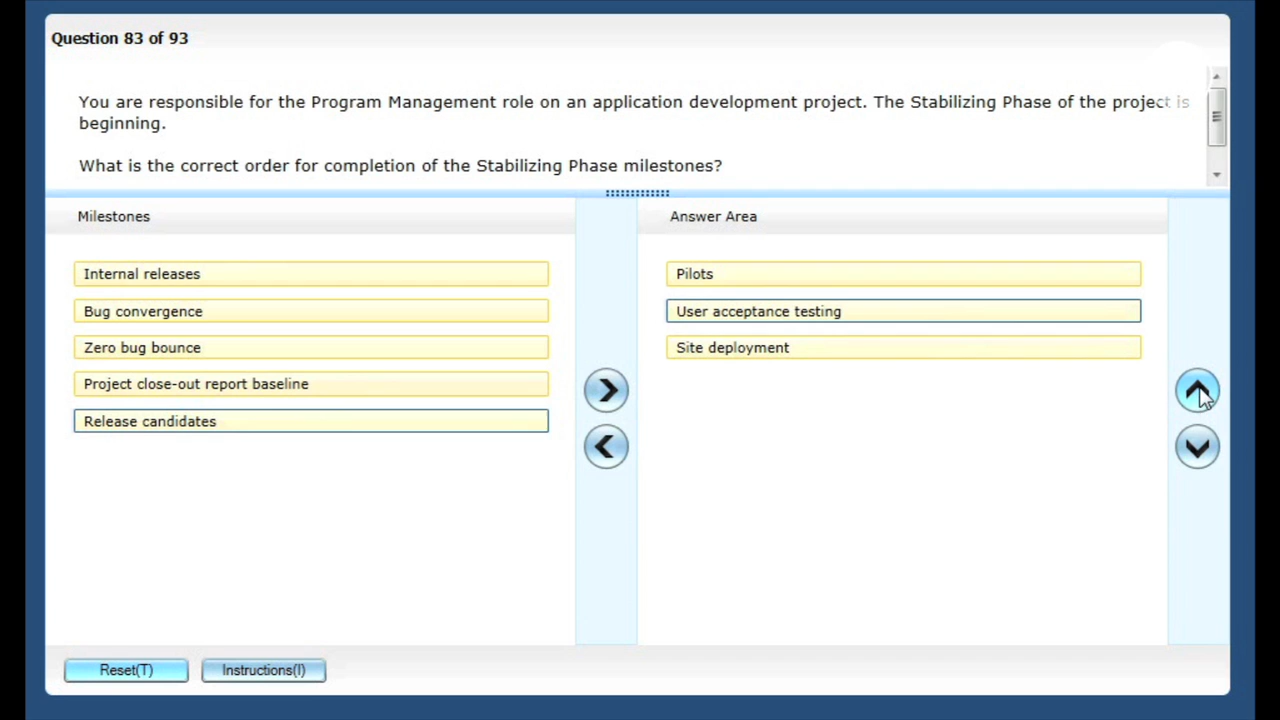 Question 83 of 93
You are responsible for the Program Management role on an application development project. The Stabilizing Phase of the project is
beginning.
What is the correct order for completion of the Stabilizing Phase milestones?
Milestones
Answer Area
Internal releases
Bug convergence
Zero bug bounce
Project close-out report baseline
Release candidates
Pilots
User acceptance testing
Site deployment
Reset(T)
Instructions(I)